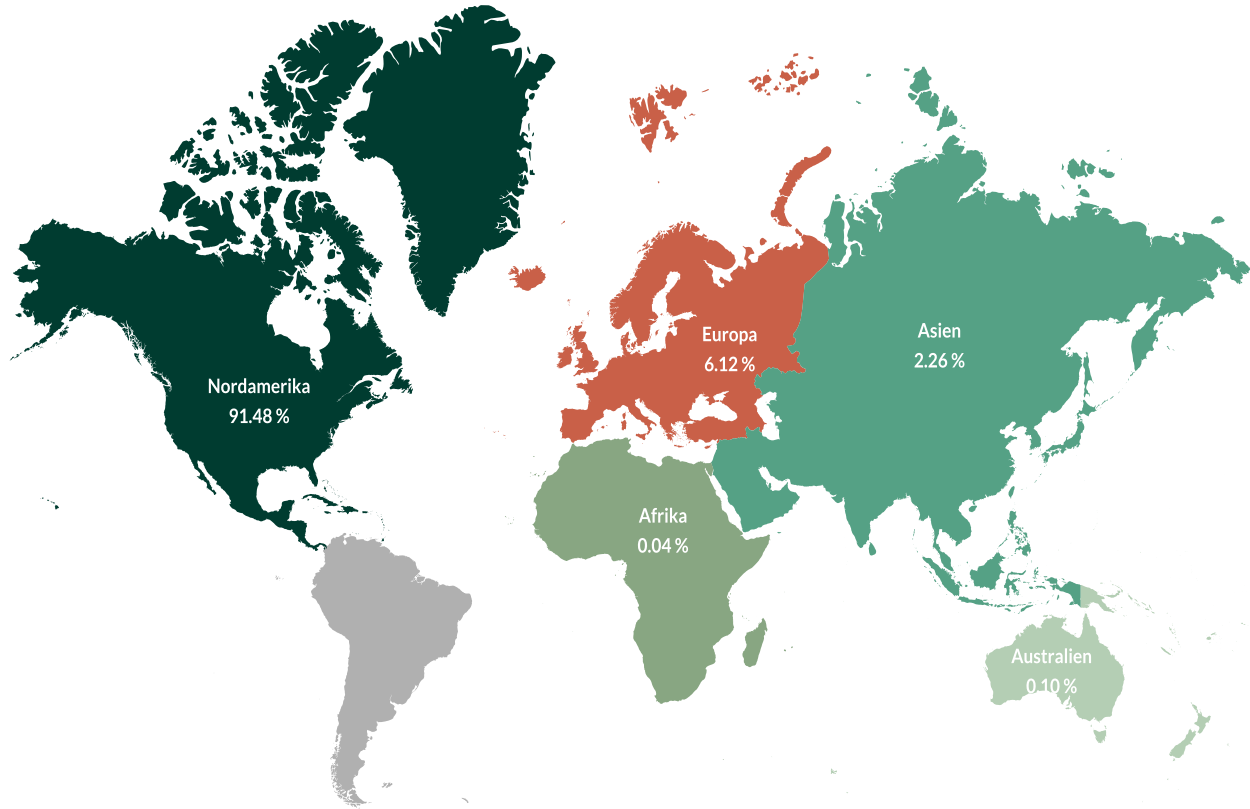 Europa
6.12 %
Asien
2.26 %
Nordamerika
91.48 %
Afrika
0.04 %
Australien
0.10 %